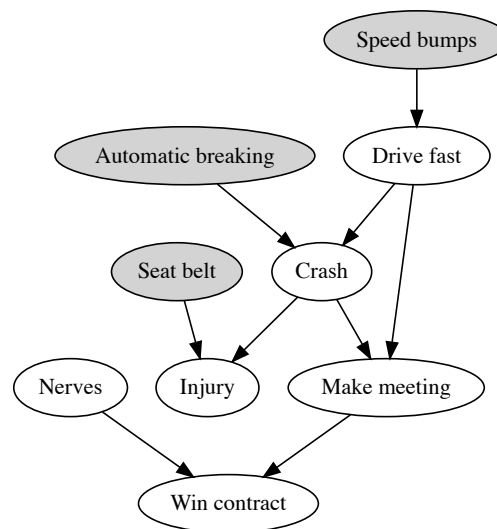 Speed bumps
Automatic breaking
Drive fast
Seat belt
Crash
Nerves
Injury
Make meeting
Win contract